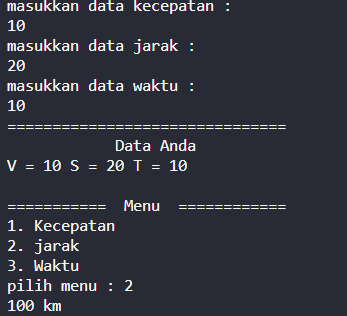 masukkan data kecepatan :
10
masukkan data jarak :
20
masukkan data waktu :
10
===============================
Data Anda
V = 10 S = 20 T = 10
=========== Menu ============
1. Kecepatan
2. jarak
3. Waktu
pilih menu : 2
100 km